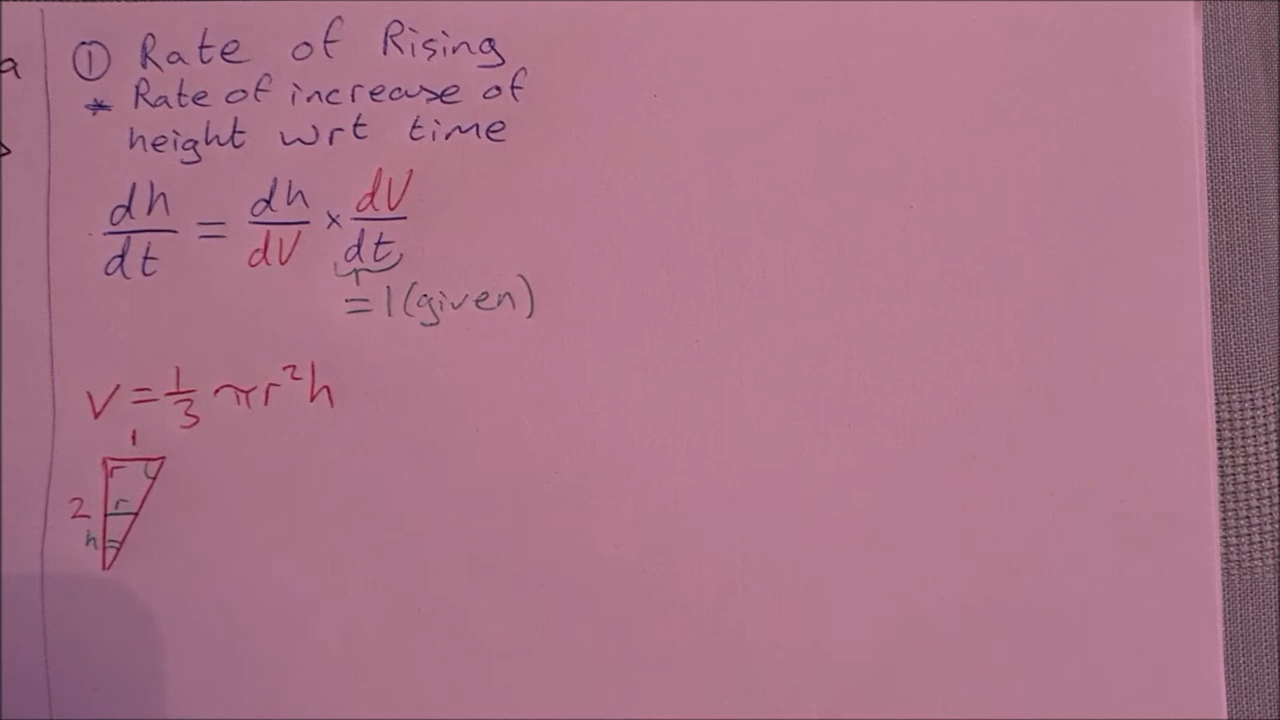 a
① Rate of Rising
* Rate of increase of
height wrt time
dh/dt = dh/dV × dV/dt
= 1 (given)
V = 1/3 πr²h
1
2 r
h